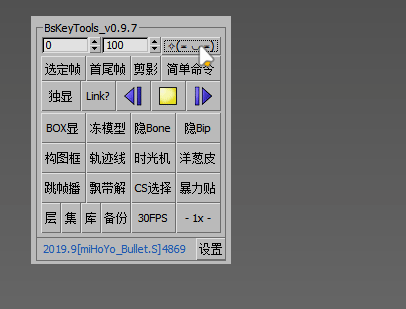 BsKeyTools_v0.9.7
0 100
选定帧 首尾帧 剪影 简单命令
独显 Link?
BOX显 冻模型 隐Bone 隐Bip
构图框 轨迹线 时光机 洋葱皮
跳帧播 飘带解 CS选择 暴力贴
层 集 库 备份 30FPS - 1x -
2019.9[miHoYo_Bullet.S]4869 设置